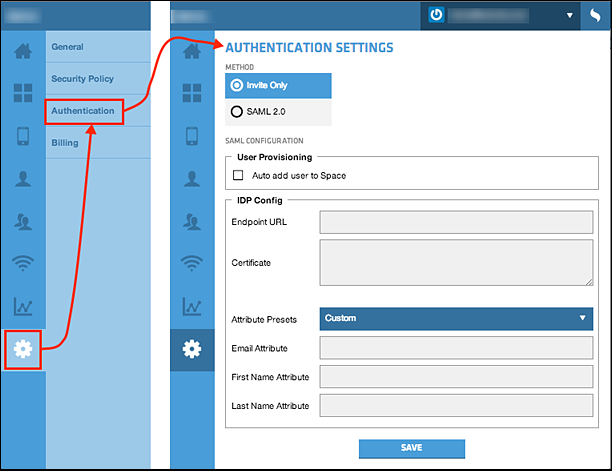 General
Security Policy
Authentication
Billing
AUTHENTICATION SETTINGS
METHOD
Invite Only
SAML 2.0
SAML CONFIGURATION
User Provisioning
Auto add user to Space
IDP Config
Endpoint URL
Certificate
Attribute Presets
Custom
Email Attribute
First Name Attribute
Last Name Attribute
SAVE